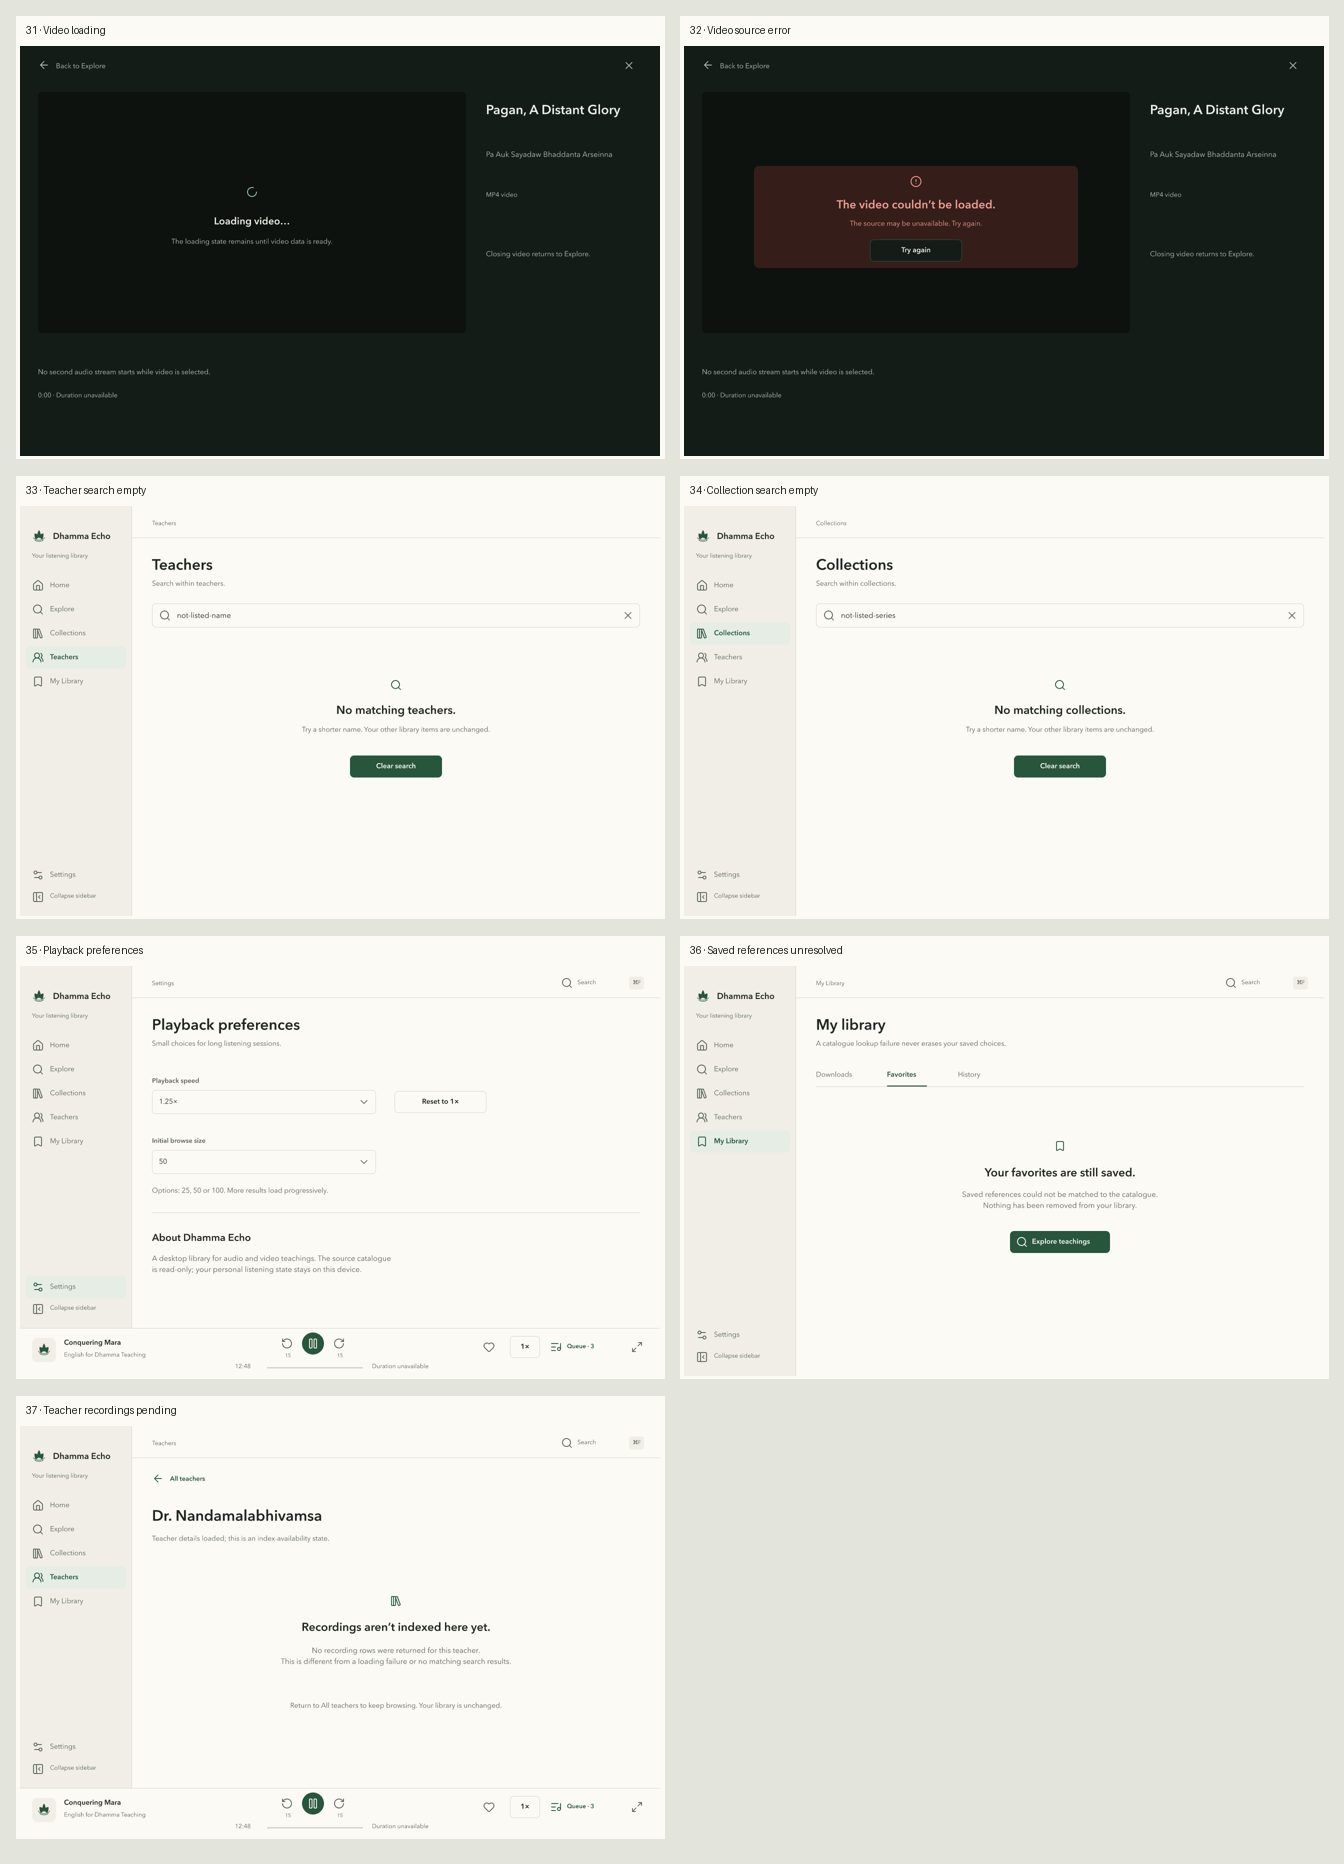 31 · Video loading
Back to Explore
Pagan, A Distant Glory
Pa Auk Sayadaw Bhaddanta Arseinna
MP4 video
Loading video...
The loading state remains until video data is ready.
Closing video returns to Explore.
No second audio stream starts while video is selected.
0:00 · Duration unavailable
32 · Video source error
Back to Explore
Pagan, A Distant Glory
Pa Auk Sayadaw Bhaddanta Arseinna
MP4 video
The video couldn't be loaded.
The source may be unavailable. Try again.
Try again
Closing video returns to Explore.
No second audio stream starts while video is selected.
0:00 · Duration unavailable
33 · Teacher search empty
Dhamma Echo
Your listening library
Home
Explore
Collections
Teachers
My Library
Settings
Collapse sidebar
Teachers
Teachers
Search within teachers.
not-listed-name
No matching teachers.
Try a shorter name. Your other library items are unchanged.
Clear search
34 · Collection search empty
Dhamma Echo
Your listening library
Home
Explore
Collections
Teachers
My Library
Settings
Collapse sidebar
Collections
Collections
Search within collections.
not-listed-series
No matching collections.
Try a shorter name. Your other library items are unchanged.
Clear search
35 · Playback preferences
Dhamma Echo
Your listening library
Home
Explore
Collections
Teachers
My Library
Settings
Collapse sidebar
Settings
Search
⌘F
Playback preferences
Small choices for long listening sessions.
Playback speed
1.25×
Reset to 1×
Initial browse size
50
Options: 25, 50 or 100. More results load progressively.
About Dhamma Echo
A desktop library for audio and video teachings. The source catalogue
is read-only; your personal listening state stays on this device.
Conquering Mara
English for Dhamma Teaching
15
15
12:48
Duration unavailable
1×
Queue · 3
36 · Saved references unresolved
Dhamma Echo
Your listening library
Home
Explore
Collections
Teachers
My Library
Settings
Collapse sidebar
My Library
Search
⌘F
My library
A catalogue lookup failure never erases your saved choices.
Downloads
Favorites
History
Your favorites are still saved.
Saved references could not be matched to the catalogue.
Nothing has been removed from your library.
Explore teachings
37 · Teacher recordings pending
Dhamma Echo
Your listening library
Home
Explore
Collections
Teachers
My Library
Settings
Collapse sidebar
Teachers
Search
⌘F
All teachers
Dr. Nandamalabhivamsa
Teacher details loaded; this is an index-availability state.
Recordings aren't indexed here yet.
No recording rows were returned for this teacher.
This is different from a loading failure or no matching search results.
Return to All teachers to keep browsing. Your library is unchanged.
Conquering Mara
English for Dhamma Teaching
15
15
12:48
Duration unavailable
1×
Queue · 3